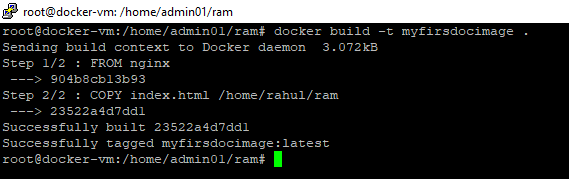 root@docker-vm: /home/admin01/ram
root@docker-vm:/home/admin01/ram# docker build -t myfirsdocimage .
Sending build context to Docker daemon  3.072kB
Step 1/2 : FROM nginx
 ---> 904b8cb13b93
Step 2/2 : COPY index.html /home/rahul/ram
 ---> 23522a4d7dd1
Successfully built 23522a4d7dd1
Successfully tagged myfirsdocimage:latest
root@docker-vm:/home/admin01/ram#